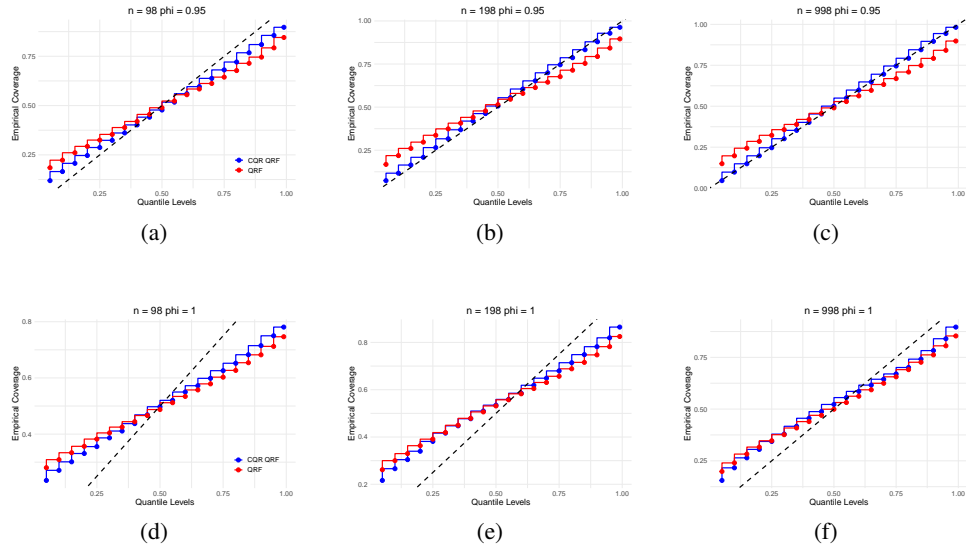 n = 98 phi = 0.95
Empirical Coverage
0.75
0.50
0.25
0.25
0.50
0.75
1.00
Quantile Levels
CQR QRF
QRF
(a)
n = 198 phi = 0.95
Empirical Coverage
1.00
0.75
0.50
0.25
0.25
0.50
0.75
1.00
Quantile Levels
(b)
n = 998 phi = 0.95
Empirical Coverage
1.00
0.75
0.50
0.25
0.00
0.25
0.50
0.75
1.00
Quantile Levels
(c)
n = 98 phi = 1
Empirical Coverage
0.8
0.6
0.4
0.25
0.50
0.75
1.00
Quantile Levels
CQR QRF
QRF
(d)
n = 198 phi = 1
Empirical Coverage
0.8
0.6
0.4
0.2
0.25
0.50
0.75
1.00
Quantile Levels
(e)
n = 998 phi = 1
Empirical Coverage
0.75
0.50
0.25
0.25
0.50
0.75
1.00
Quantile Levels
(f)